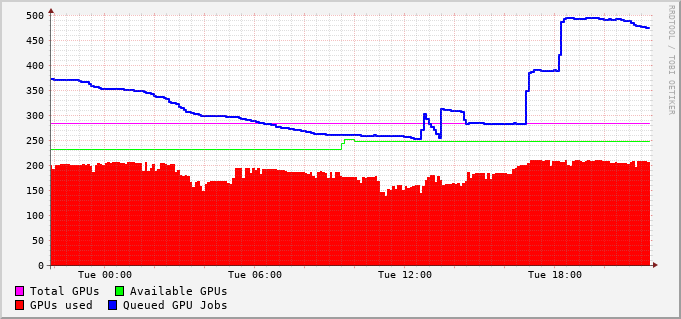 500
450
400
350
300
250
200
150
100
50
0
Tue 00:00 Tue 06:00 Tue 12:00 Tue 18:00
Total GPUs Available GPUs
GPUs used Queued GPU Jobs
RRDTOOL / TOBI OETIKER